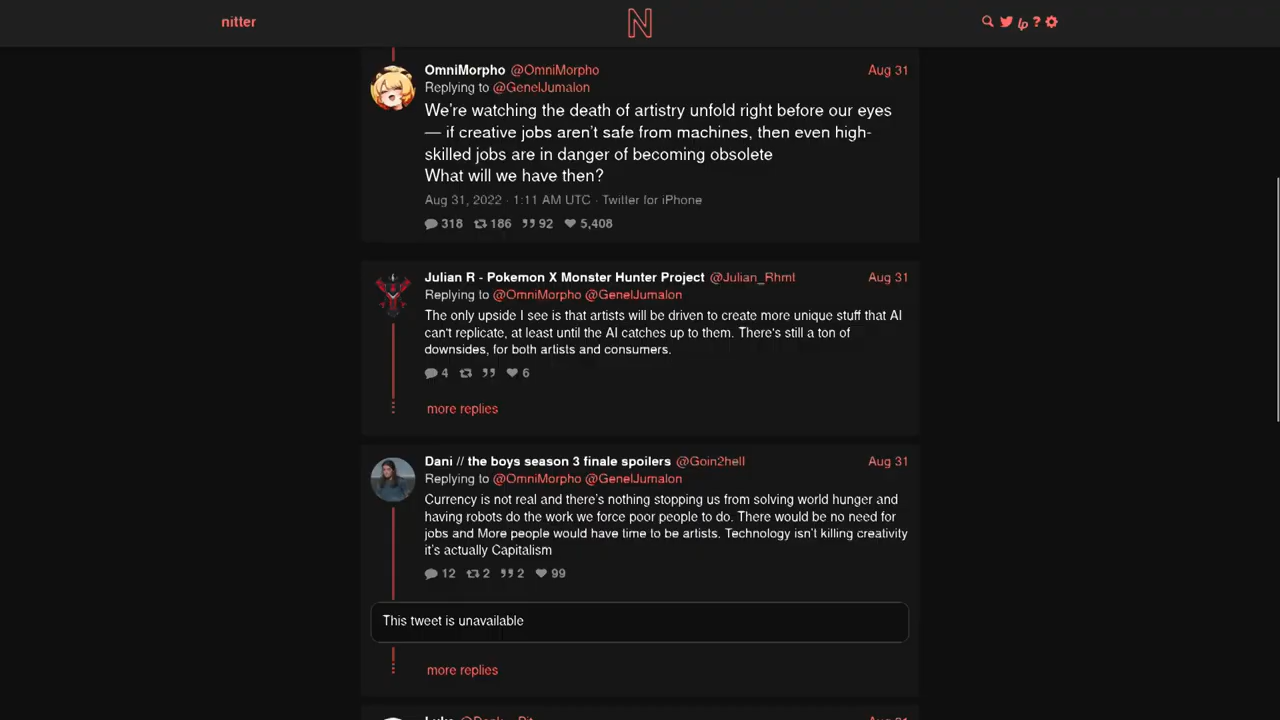 nitter
N
?
OmniMorpho @OmniMorpho Aug 31
Replying to @GenelJumalon
We're watching the death of artistry unfold right before our eyes
— if creative jobs aren't safe from machines, then even high-
skilled jobs are in danger of becoming obsolete
What will we have then?
Aug 31, 2022 · 1:11 AM UTC · Twitter for iPhone
318 186 92 5,408
Julian R - Pokemon X Monster Hunter Project @Julian_Rhmt Aug 31
Replying to @OmniMorpho @GenelJumalon
The only upside I see is that artists will be driven to create more unique stuff that AI
can't replicate, at least until the AI catches up to them. There's still a ton of
downsides, for both artists and consumers.
4 6
more replies
Dani // the boys season 3 finale spoilers @Goin2hell Aug 31
Replying to @OmniMorpho @GenelJumalon
Currency is not real and there's nothing stopping us from solving world hunger and
having robots do the work we force poor people to do. There would be no need for
jobs and More people would have time to be artists. Technology isn't killing creativity
it's actually Capitalism
12 2 2 99
This tweet is unavailable
more replies